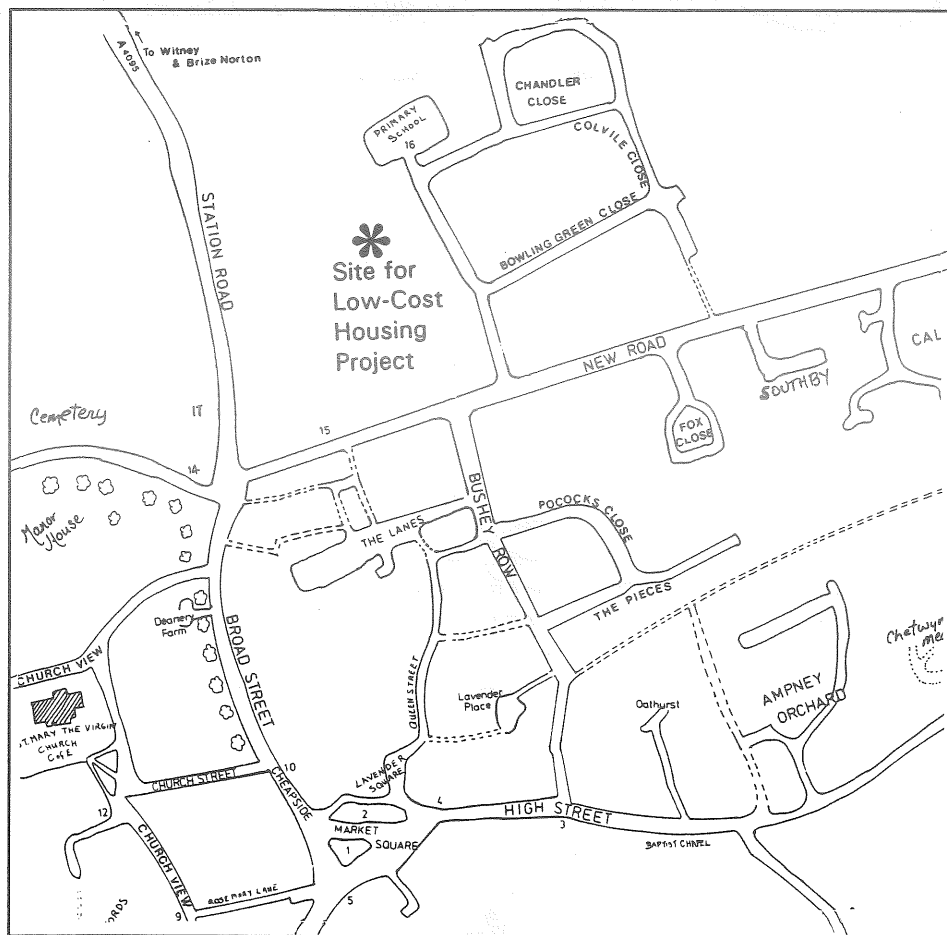 A 4095
To Witney
& Brize Norton
CHANDLER
CLOSE
PRIMARY
SCHOOL
16
COLVILE CLOSE
BOWLING GREEN CLOSE
STATION ROAD
Site for
Low-Cost
Housing
Project
NEW ROAD
CAL
SOUTHBY
FOX
CLOSE
Cemetery
17
15
14
Manor
House
BUSHEY ROW
THE LANES
POCOCKS CLOSE
THE PIECES
Deanery
Farm
BROAD STREET
CHURCH VIEW
QUEEN STREET
Lavender
Place
Oathurst
AMPNEY
ORCHARD
ST. MARY THE VIRGIN
CHURCH
C of E
CHURCH STREET
10
CHEAPSIDE
LAVENDER
SQUARE
4
HIGH STREET
3
BAPTIST CHAPEL
12
2
MARKET
SQUARE
1
CHURCH VIEW
ROSEMARY LANE
5
9
ORDS